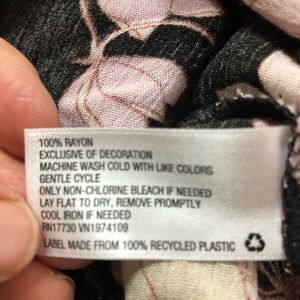 100% RAYON
EXCLUSIVE OF DECORATION
MACHINE WASH COLD WITH LIKE COLORS
GENTLE CYCLE
ONLY NON-CHLORINE BLEACH IF NEEDED
LAY FLAT TO DRY, REMOVE PROMPTLY
COOL IRON IF NEEDED
RN17730 VN1974109
LABEL MADE FROM 100% RECYCLED PLASTIC